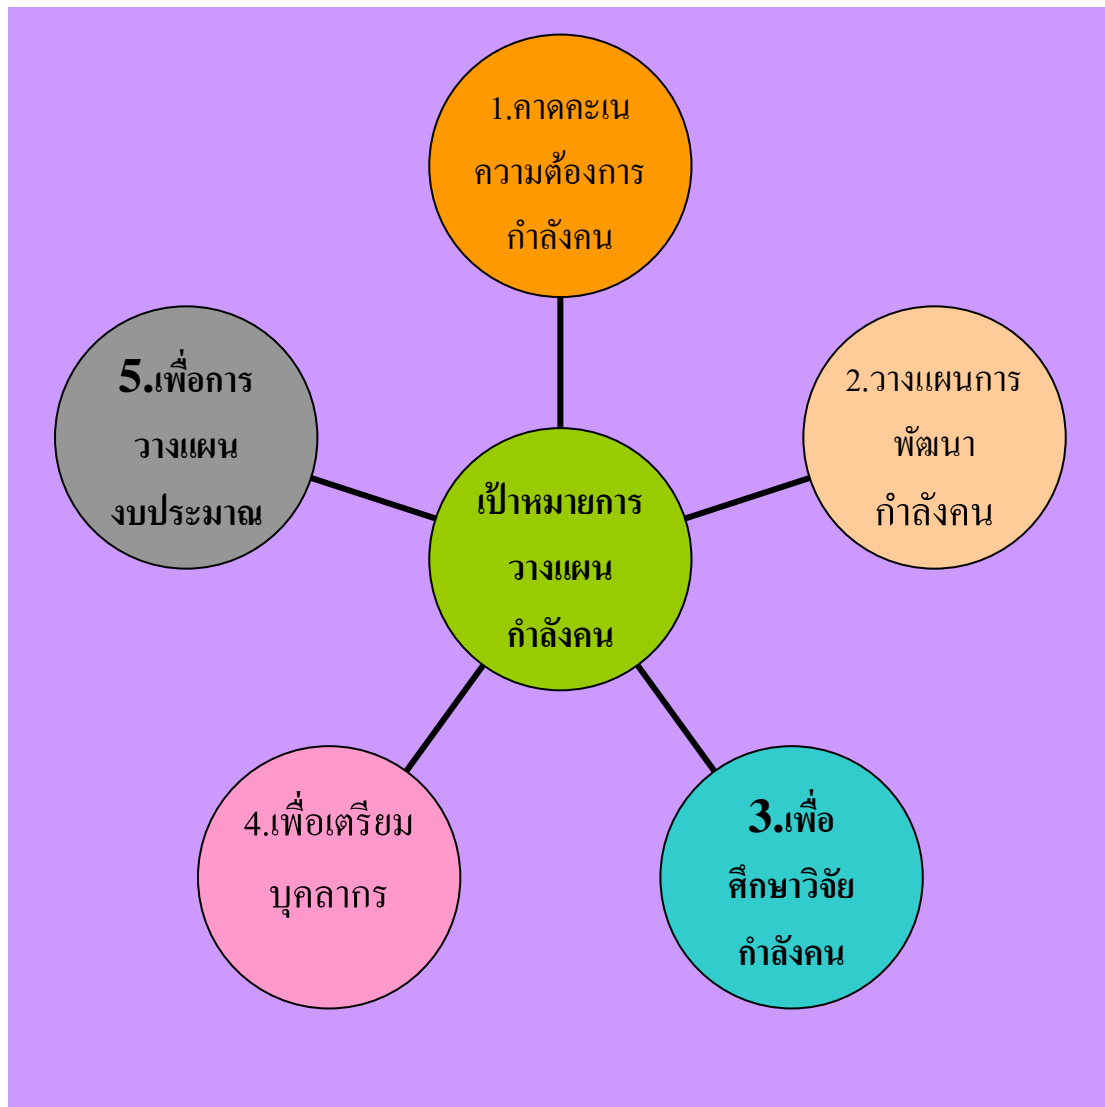 1.คาดคะเน
ความต้องการ
กำลังคน
2.วางแผนการ
พัฒนา
กำลังคน
3.เพื่อ
ศึกษาวิจัย
กำลังคน
4.เพื่อเตรียม
บุคลากร
5.เพื่อการ
วางแผน
งบประมาณ
เป้าหมายการ
วางแผน
กำลังคน